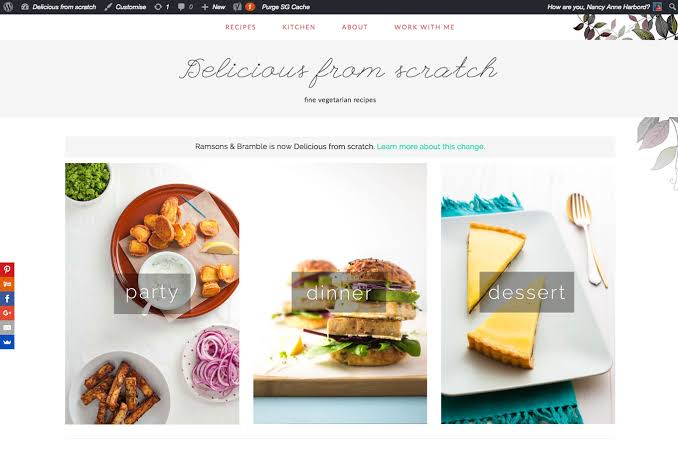 Delicious from scratch Customise 1 0 New 1 Purge SG Cache How are you, Nancy Anne Harbord?
RECIPES KITCHEN ABOUT WORK WITH ME
Delicious from scratch
fine vegetarian recipes
Ramsons & Bramble is now Delicious from scratch. Learn more about this change.
party dinner dessert